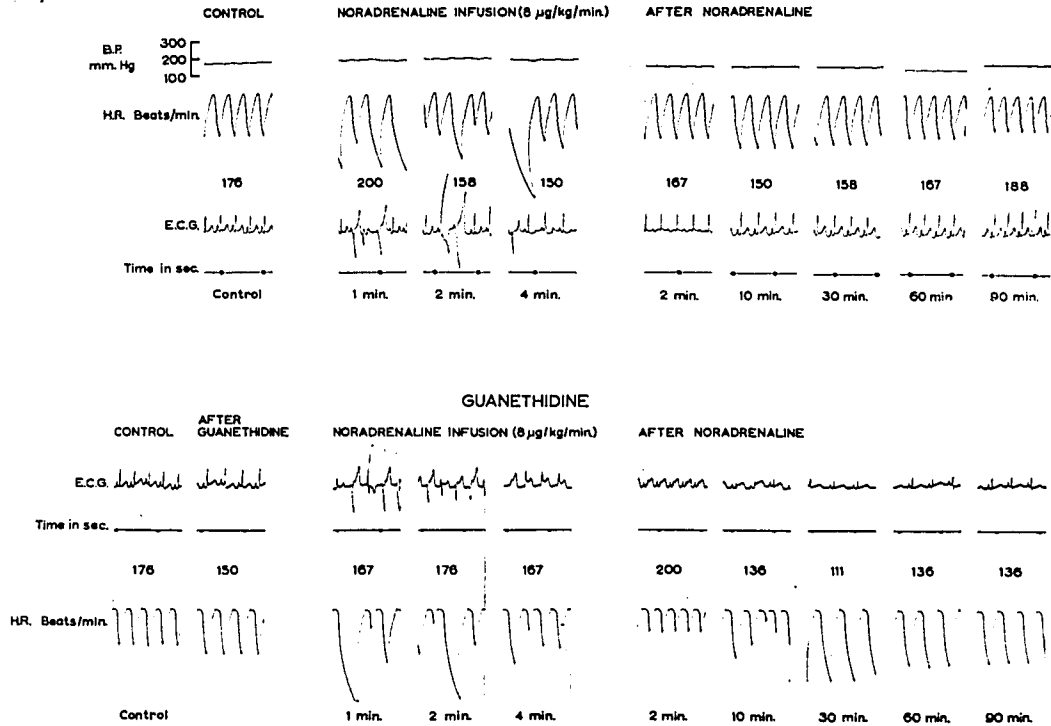 CONTROL NORADRENALINE INFUSION (8 µg/kg/min.) AFTER NORADRENALINE
B.P. mm. Hg
300
200
100
H.R. Beats/min.
176 200 158 150 167 150 158 167 188
E.C.G.
Time in sec.
Control 1 min. 2 min. 4 min. 2 min. 10 min. 30 min. 60 min. 90 min.
GUANETHIDINE
CONTROL AFTER GUANETHIDINE NORADRENALINE INFUSION (8 µg/kg/min.) AFTER NORADRENALINE
E.C.G.
Time in sec.
176 150 167 176 167 200 136 111 136 136
H.R. Beats/min.
Control 1 min. 2 min. 4 min. 2 min. 10 min. 30 min. 60 min. 90 min.